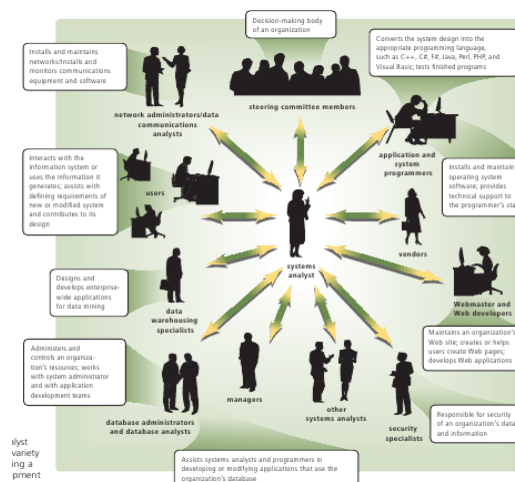 Decision-making body
of an organization
Installs and maintains
networks/Installs and
monitors communications
equipment and software
Converts the system design into the
appropriate programming language,
such as C++, C#, F#, Java, Perl, PHP, and
Visual Basic; tests finished programs
steering committee members
network administrators/data
communications
analysts
application and
system
programmers
Interacts with the
information system or
uses the information it
generates; assists with
defining requirements of
new or modified system
and contributes to its
design
users
Installs and maintain
operating system
software; provides
technical support to
the programmer's sta
vendors
systems
analyst
Designs and
develops enterprise-
wide applications
for data mining
data
warehousing
specialists
Webmaster and
Web developers
Maintains an organization's
Web site; creates or helps
users create Web pages;
develops Web applications
Administers and
controls an organiza-
tion's resources; works
with system administrator
and with application
development teams
managers
database administrators
and database analysts
other
systems analysts
security
specialists
Responsible for security
of an organization's data
and information
alyst
variety
ing a
opment
Assists systems analysts and programmers in
developing or modifying applications that use the
organization's database